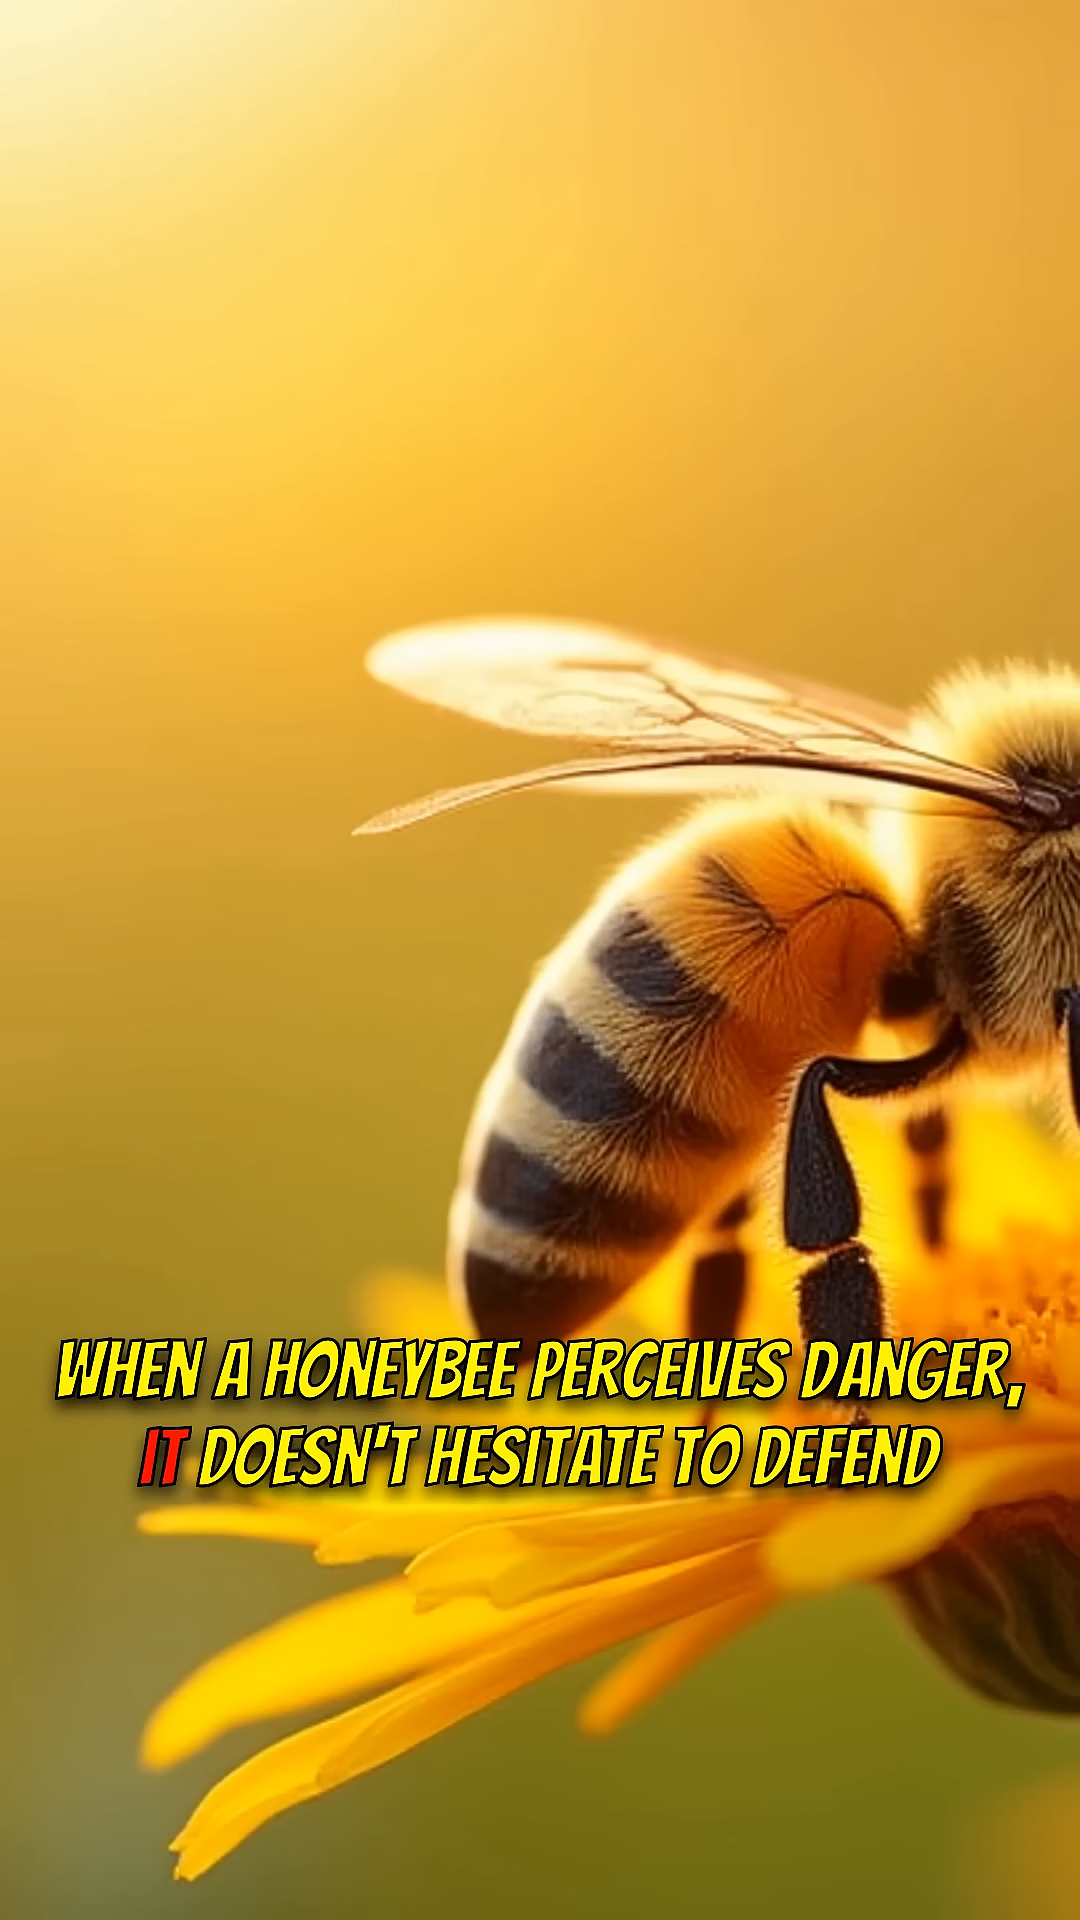 WHEN A HONEYBEE PERCEIVES DANGER,
IT DOESN'T HESITATE TO DEFEND